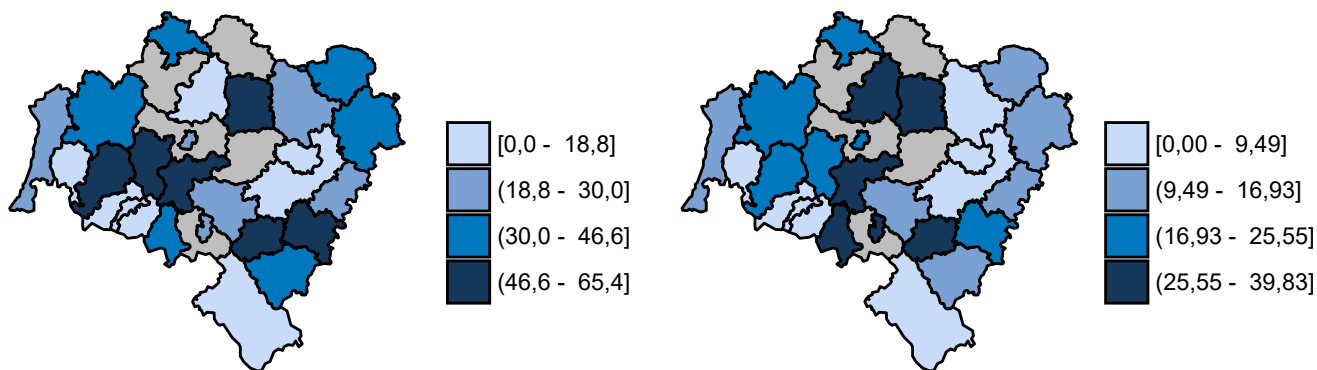 [0,0 - 18,8]
(18,8 - 30,0]
(30,0 - 46,6]
(46,6 - 65,4]
[0,00 - 9,49]
(9,49 - 16,93]
(16,93 - 25,55]
(25,55 - 39,83]